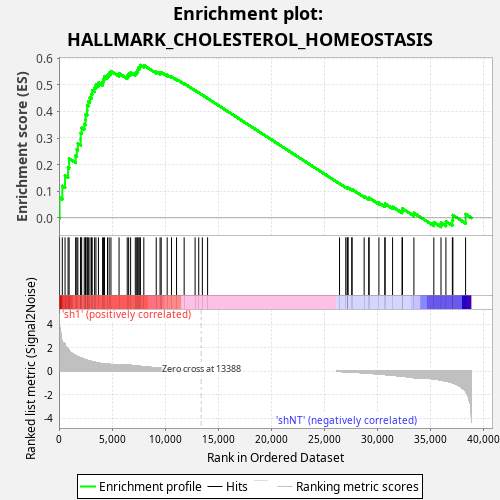 Enrichment plot:
HALLMARK_CHOLESTEROL_HOMEOSTASIS
Enrichment score (ES)
0.6
0.5
0.4
0.3
0.2
0.1
0.0
'sh1' (positively correlated)
Ranked list metric (Signal2Noise)
4
2
0
-2
-4
Zero cross at 13388
'shNT' (negatively correlated)
0
5,000
10,000
15,000
20,000
25,000
30,000
35,000
40,000
Rank in Ordered Dataset
Enrichment profile
Hits
Ranking metric scores